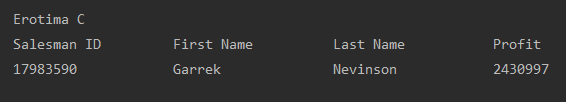 Erotima C
Salesman ID First Name Last Name Profit
17983590 Garrek Nevinson 2430997